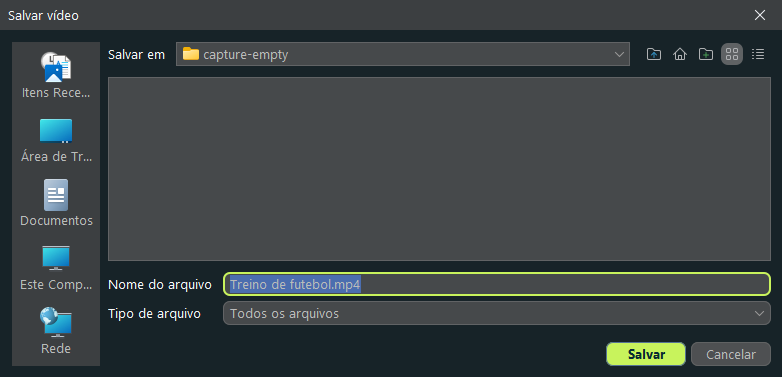 Salvar vídeo
Salvar em
capture-empty
Itens Rece...
Área de Tr...
Documentos
Este Comp...
Rede
Nome do arquivo
Treino de futebol.mp4
Tipo de arquivo
Todos os arquivos
Salvar
Cancelar